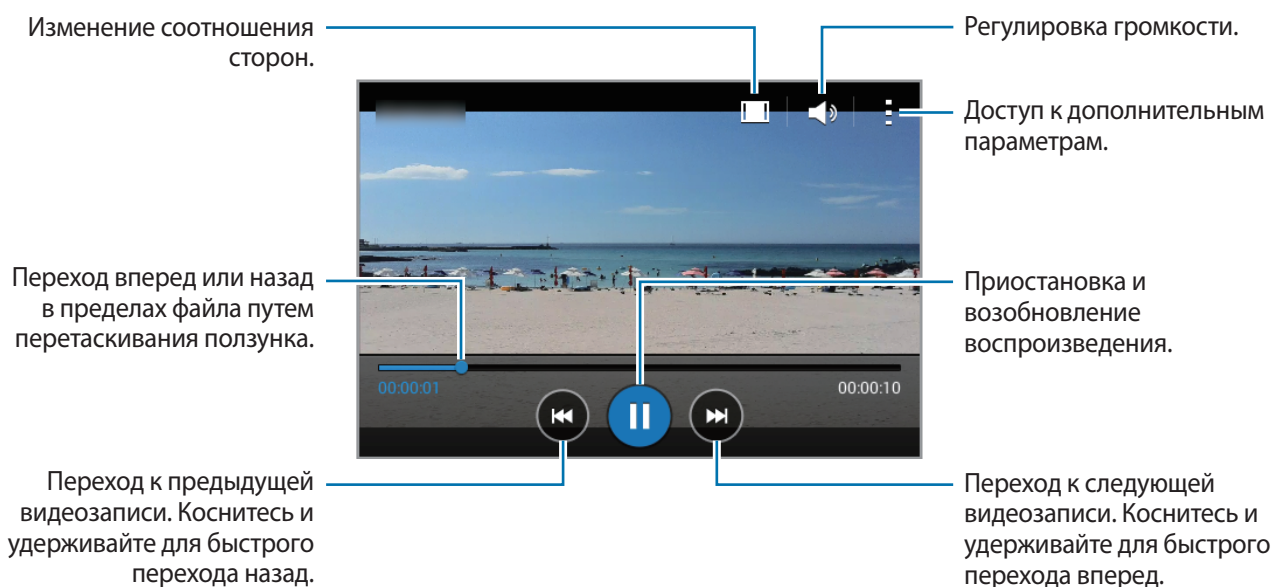 Изменение соотношения
сторон.
Регулировка громкости.
Доступ к дополнительным
параметрам.
Переход вперед или назад
в пределах файла путем
перетаскивания ползунка.
Приостановка и
возобновление
воспроизведения.
00:00:01
00:00:10
Переход к предыдущей
видеозаписи. Коснитесь и
удерживайте для быстрого
перехода назад.
Переход к следующей
видеозаписи. Коснитесь и
удерживайте для быстрого
перехода вперед.